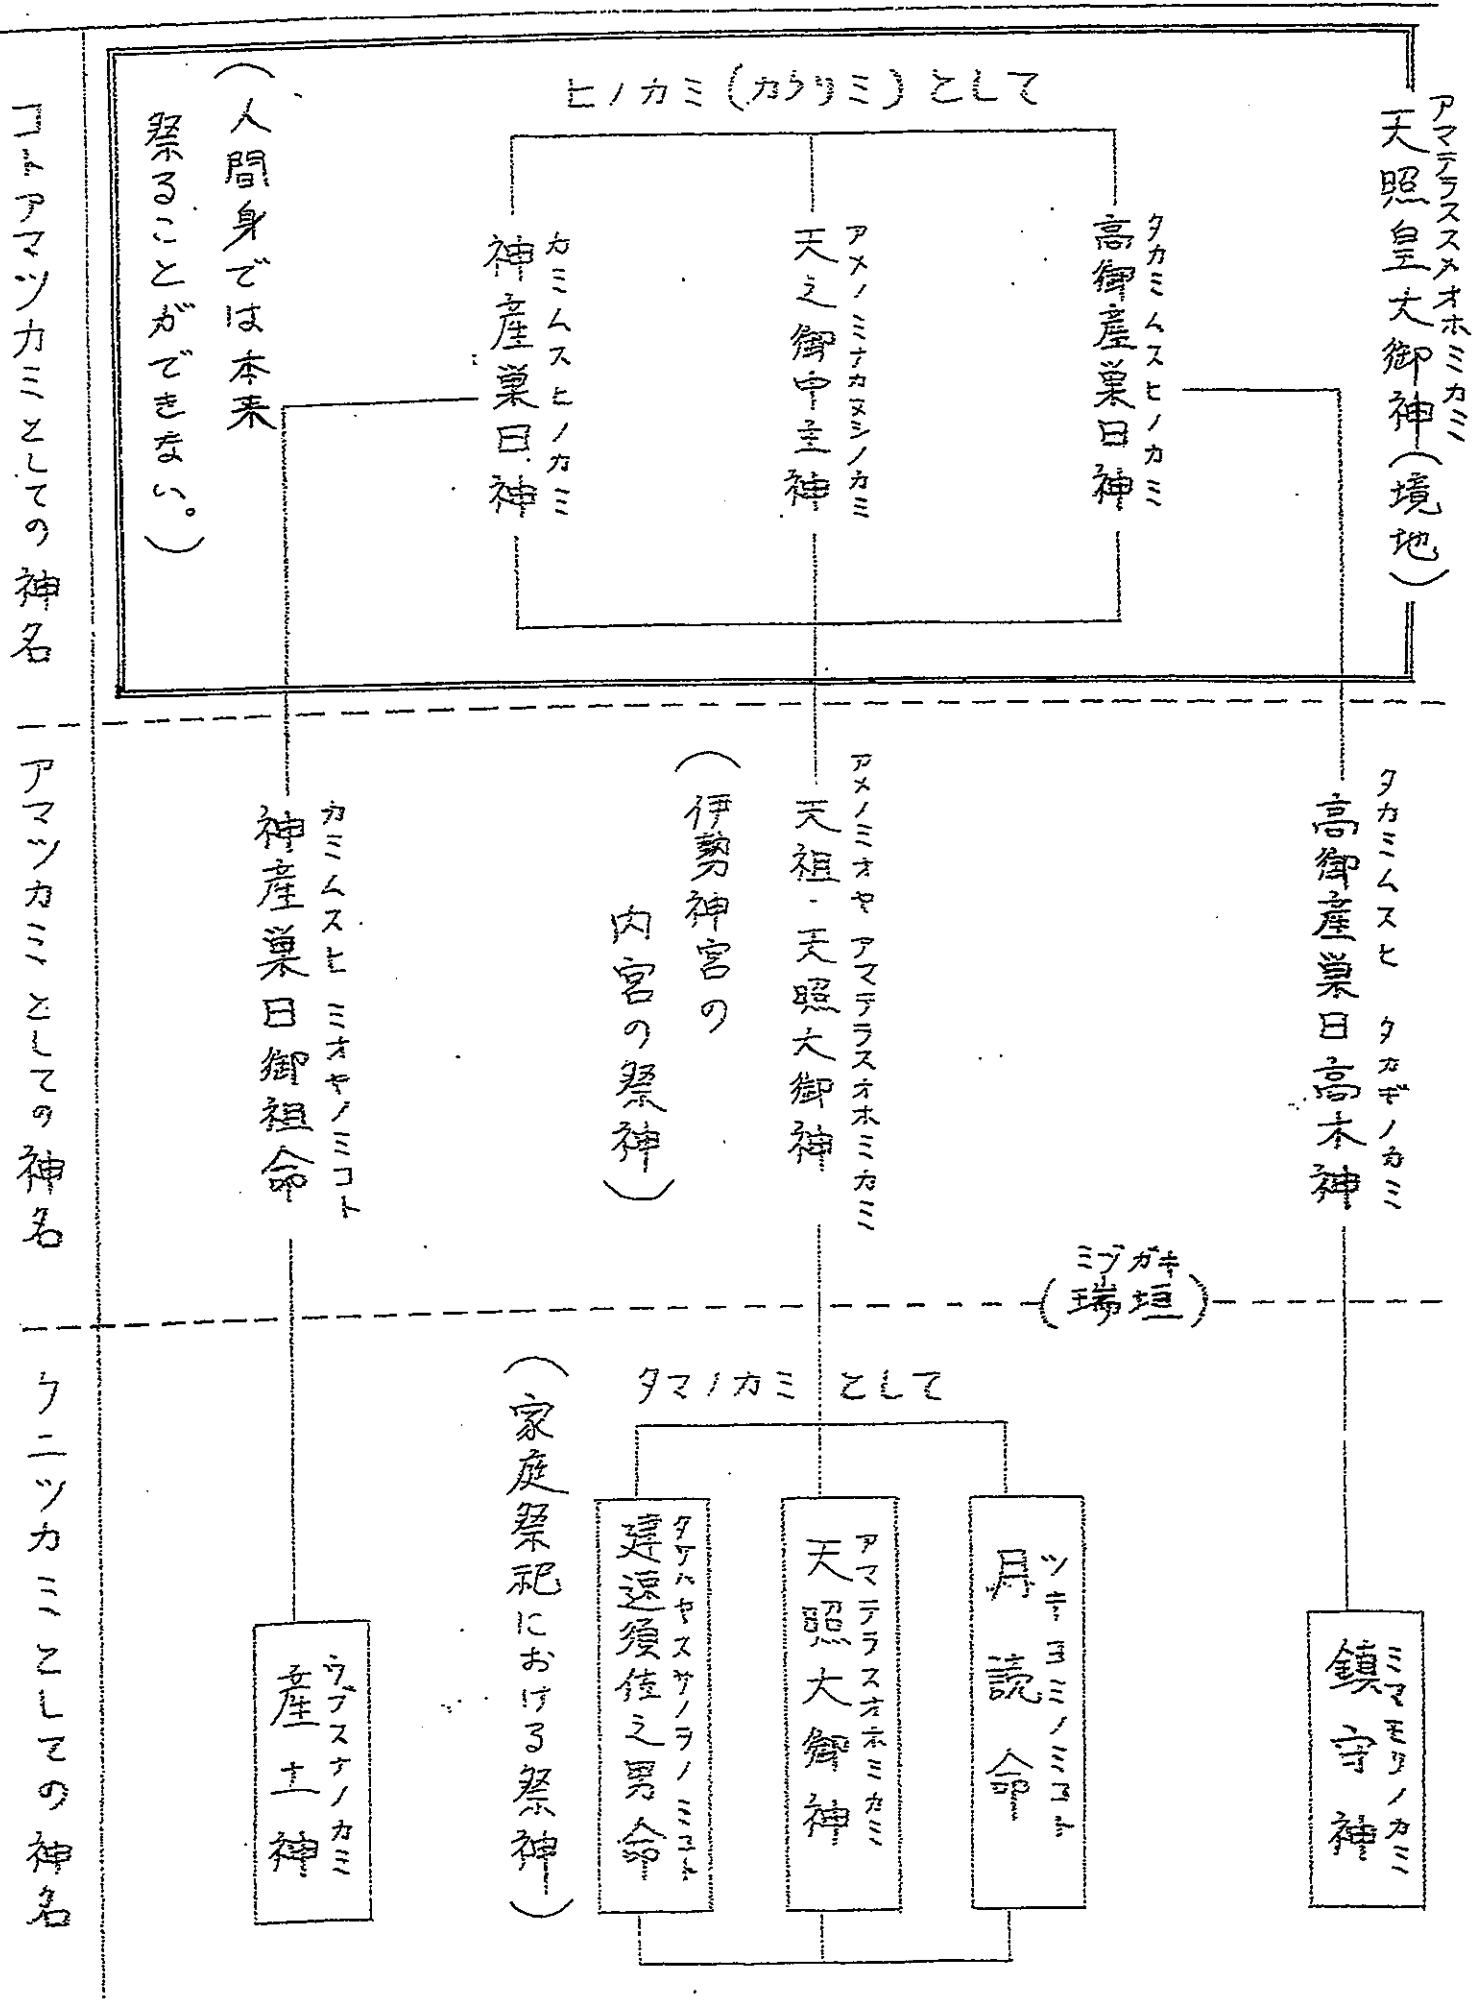 アマテラススメオホミカミ
天照皇大御神(境地)
ヒノカミ(カクリミ)として
タカミムスヒノカミ
高御産巣日神
アメノミナカヌシノカミ
天之御中主神
カミムスヒノカミ
神産巣日神
(人間身では本来
祭ることができない。)
コトアマツカミとしての神名
タカミムスヒ タカギノカミ
高御産巣日高木神
アメノミオヤ アマテラスオホミカミ
天祖・天照大御神
(伊勢神宮の
内宮の祭神)
カミムスヒ ミオヤノミコト
神産巣日御祖命
アマツカミとしての神名
ミヅガキ
(瑞垣)
タマノカミ として
ミマモリノカミ
鎮守神
ツキヨミノミコト
月読命
アマテラスオホミカミ
天照大御神
タケハヤスサノヲノミコト
建速須佐之男命
(家庭祭祀における祭神)
ウブスナノカミ
産土神
クニツカミとしての神名